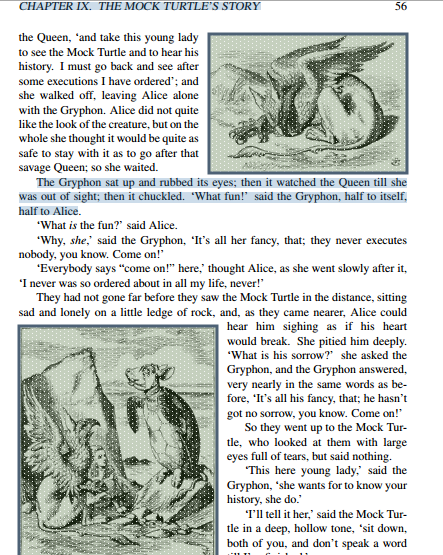 CHAPTER IX. THE MOCK TURTLE'S STORY 56
the Queen, ‘and take this young lady
to see the Mock Turtle and to hear his
history. I must go back and see after
some executions I have ordered’; and
she walked off, leaving Alice alone
with the Gryphon. Alice did not quite
like the look of the creature, but on the
whole she thought it would be quite as
safe to stay with it as to go after that
savage Queen; so she waited.
The Gryphon sat up and rubbed its eyes; then it watched the Queen till she
was out of sight; then it chuckled. ‘What fun!’ said the Gryphon, half to itself,
half to Alice.
‘What is the fun?’ said Alice.
‘Why, she,’ said the Gryphon, ‘It’s all her fancy, that; they never executes
nobody, you know. Come on!’
‘Everybody says “come on!” here,’ thought Alice, as she went slowly after it,
‘I never was so ordered about in all my life, never!’
They had not gone far before they saw the Mock Turtle in the distance, sitting
sad and lonely on a little ledge of rock, and, as they came nearer, Alice could
hear him sighing as if his heart
would break. She pitied him deeply.
‘What is his sorrow?’ she asked the
Gryphon, and the Gryphon answered,
very nearly in the same words as be-
fore, ‘It’s all his fancy, that; he hasn’t
got no sorrow, you know. Come on!’
So they went up to the Mock Tur-
tle, who looked at them with large
eyes full of tears, but said nothing.
‘This here young lady,’ said the
Gryphon, ‘she wants for to know your
history, she do.’
‘I’ll tell it her,’ said the Mock Tur-
tle in a deep, hollow tone, ‘sit down,
both of you, and don’t speak a word